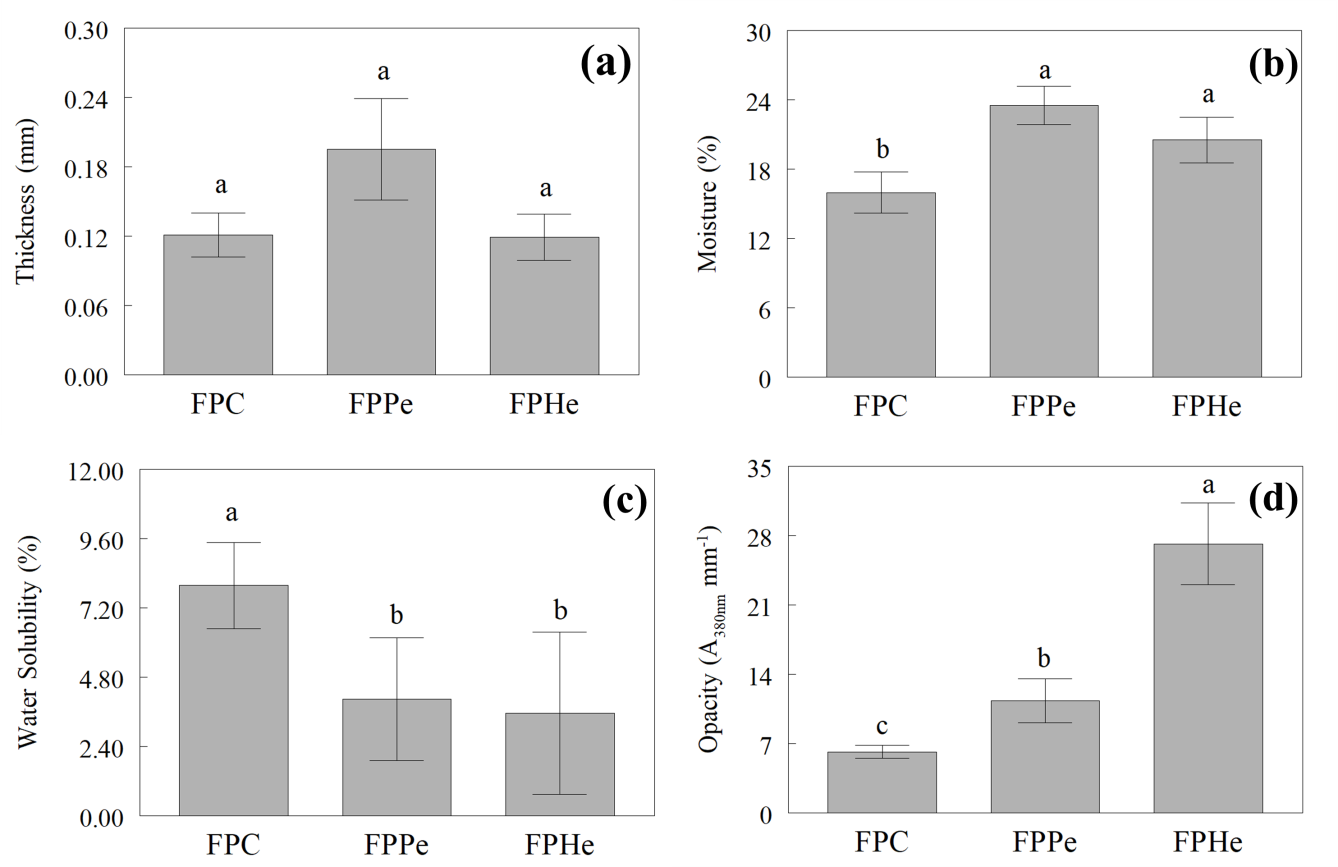 (a)
Thickness (mm)
0.30
0.24
0.18
0.12
0.06
0.00
a
a
a
FPC FPPe FPHe
(b)
Moisture (%)
30
24
18
12
6
0
b
a
a
FPC FPPe FPHe
(c)
Water Solubility (%)
12.00
9.60
7.20
4.80
2.40
0.00
a
b
b
FPC FPPe FPHe
(d)
Opacity (A380nm mm-1)
35
28
21
14
7
0
c
b
a
FPC FPPe FPHe